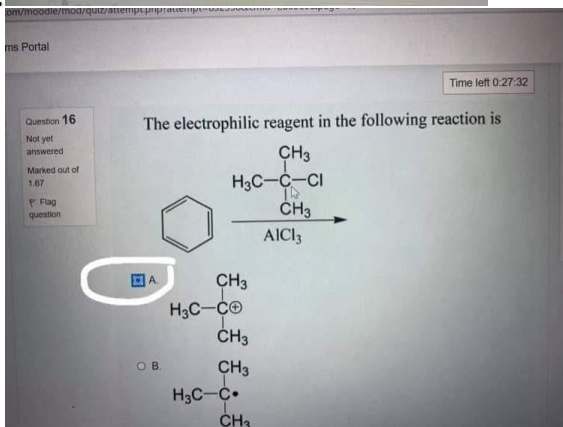 ms Portal
Time left 0:27:32
Question 16
Not yet
answered
Marked out of
1.67
Flag
question
The electrophilic reagent in the following reaction is
CH3
H3C-C-Cl
CH3
AlCl3
A.
CH3
H3C-C⊕
CH3
B.
CH3
H3C-C•
CH3